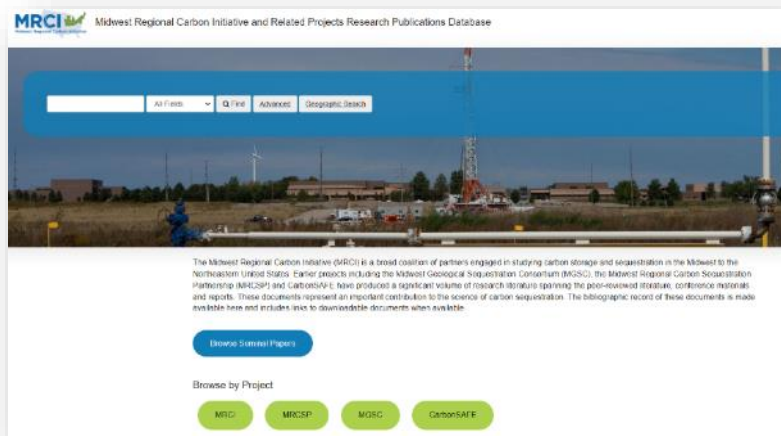 MRCI
Midwest Regional Carbon Initiative
Midwest Regional Carbon Initiative and Related Projects Research Publications Database
All Fields Find Advanced Geographic Search
The Midwest Regional Carbon Initiative (MRCI) is a broad coalition of partners engaged in studying carbon storage and sequestration in the Midwest to the
Northeastern United States. Earlier projects including the Midwest Geological Sequestration Consortium (MGSC), the Midwest Regional Carbon Sequestration
Partnership (MRCSP) and CarbonSAFE have produced a significant volume of research literature spanning the peer-reviewed literature, conference materials
and reports. These documents represent an important contribution to the science of carbon sequestration. The bibliographic record of these documents is made
available here and includes links to downloadable documents when available.
Browse Seminal Papers
Browse by Project
MRCI MRCSP MGSC CarbonSAFE